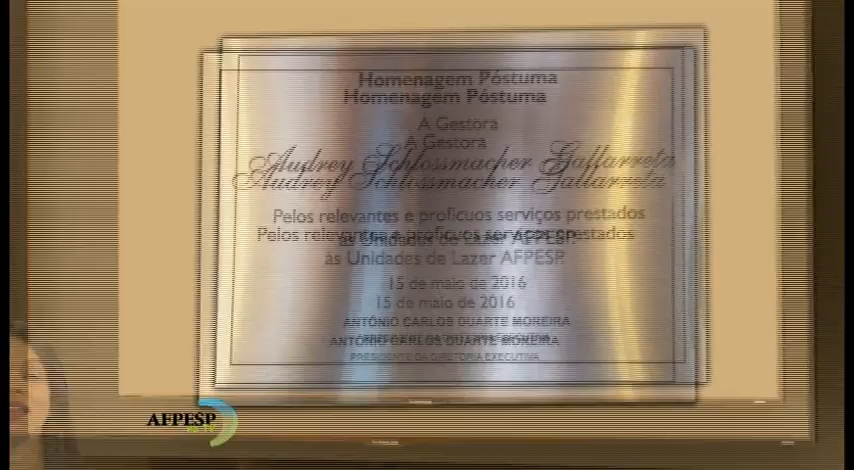 Homenagem Póstuma
A Gestora
Audrey Schlossmacher Gallarreta
Pelos relevantes e profícuos serviços prestados
às Unidades de Lazer AFPESP.
15 de maio de 2016
ANTÔNIO CARLOS DUARTE MOREIRA
PRESIDENTE DA DIRETORIA EXECUTIVA
AFPESP